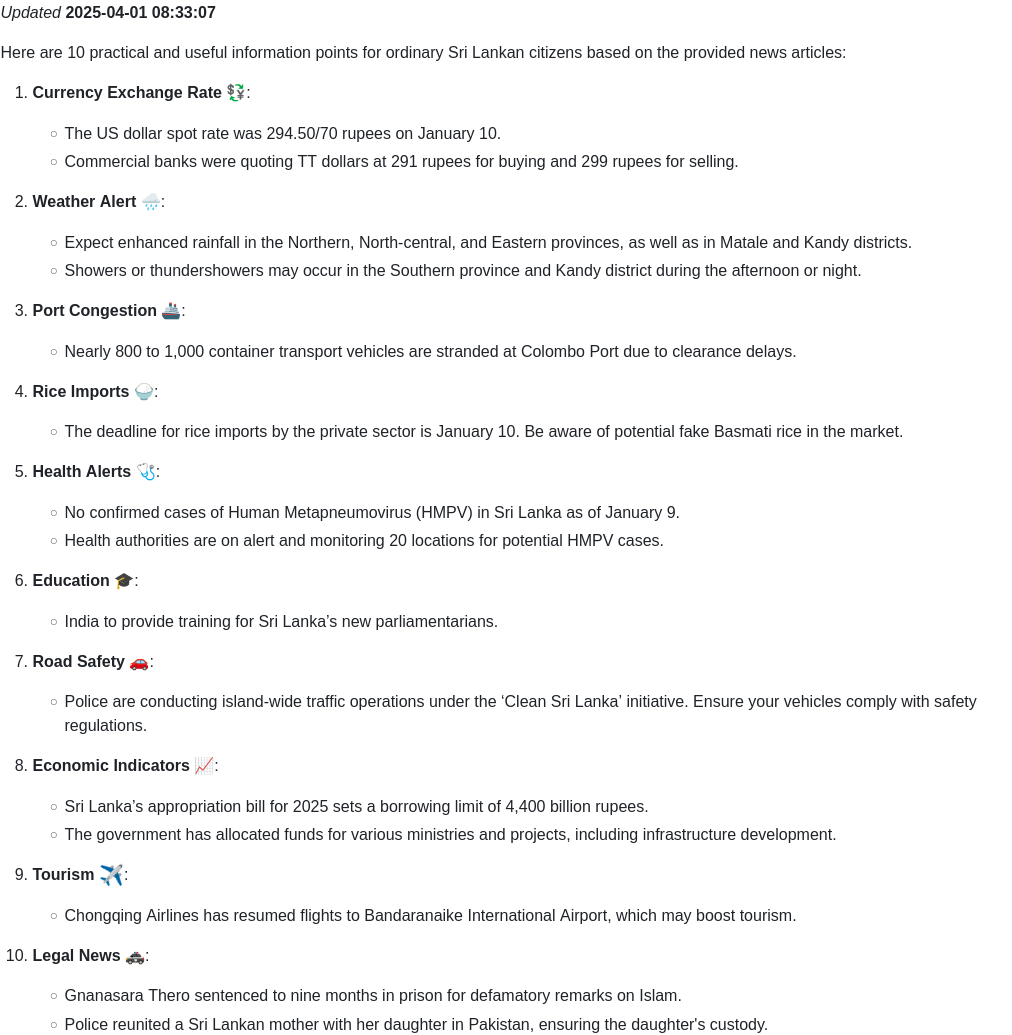 Updated 2025-04-01 08:33:07
Here are 10 practical and useful information points for ordinary Sri Lankan citizens based on the provided news articles:
1. Currency Exchange Rate 💱:
○ The US dollar spot rate was 294.50/70 rupees on January 10.
○ Commercial banks were quoting TT dollars at 291 rupees for buying and 299 rupees for selling.
2. Weather Alert 🌧️:
○ Expect enhanced rainfall in the Northern, North-central, and Eastern provinces, as well as in Matale and Kandy districts.
○ Showers or thundershowers may occur in the Southern province and Kandy district during the afternoon or night.
3. Port Congestion 🚢:
○ Nearly 800 to 1,000 container transport vehicles are stranded at Colombo Port due to clearance delays.
4. Rice Imports 🍚:
○ The deadline for rice imports by the private sector is January 10. Be aware of potential fake Basmati rice in the market.
5. Health Alerts 🩺:
○ No confirmed cases of Human Metapneumovirus (HMPV) in Sri Lanka as of January 9.
○ Health authorities are on alert and monitoring 20 locations for potential HMPV cases.
6. Education 🎓:
○ India to provide training for Sri Lanka’s new parliamentarians.
7. Road Safety 🚗:
○ Police are conducting island-wide traffic operations under the ‘Clean Sri Lanka’ initiative. Ensure your vehicles comply with safety
regulations.
8. Economic Indicators 📈:
○ Sri Lanka’s appropriation bill for 2025 sets a borrowing limit of 4,400 billion rupees.
○ The government has allocated funds for various ministries and projects, including infrastructure development.
9. Tourism ✈️:
○ Chongqing Airlines has resumed flights to Bandaranaike International Airport, which may boost tourism.
10. Legal News 🚓:
○ Gnanasara Thero sentenced to nine months in prison for defamatory remarks on Islam.
○ Police reunited a Sri Lankan mother with her daughter in Pakistan, ensuring the daughter's custody.